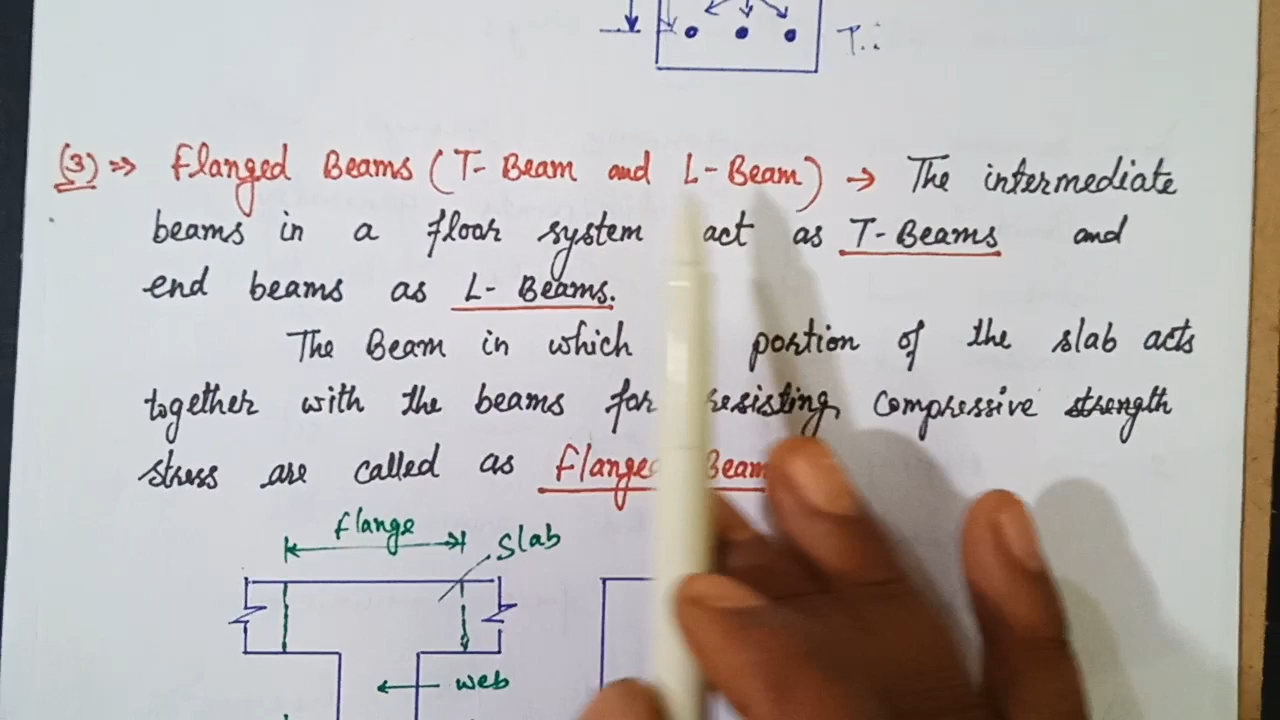 (3) ⇒ Flanged Beams (T- Beam and L- Beam) → The intermediate
beams in a floor system act as T- Beams and
end beams as L- Beams.
The Beam in which portion of the slab acts
together with the beams for resisting compressive strength
stress are called as Flanged Beam
flange
slab
web